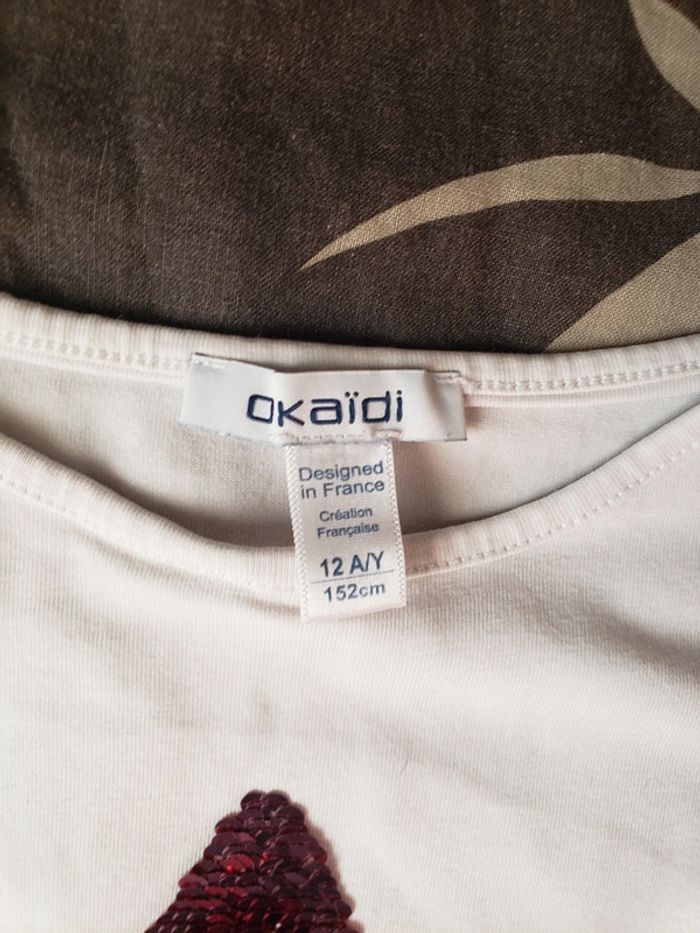 Okaïdi
Designed
in France
Création
Française
12 A/Y
152cm